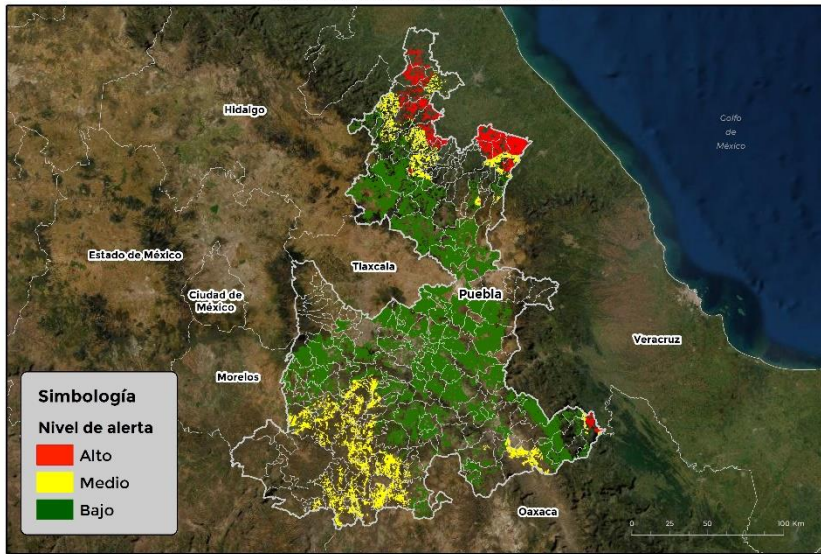 Hidalgo
Golfo
de
México
Estado de México
Tlaxcala
Ciudad de
México
Puebla
Veracruz
Morelos
Simbología
Nivel de alerta
Alto
Medio
Bajo
Oaxaca
0 25 50 100 Km